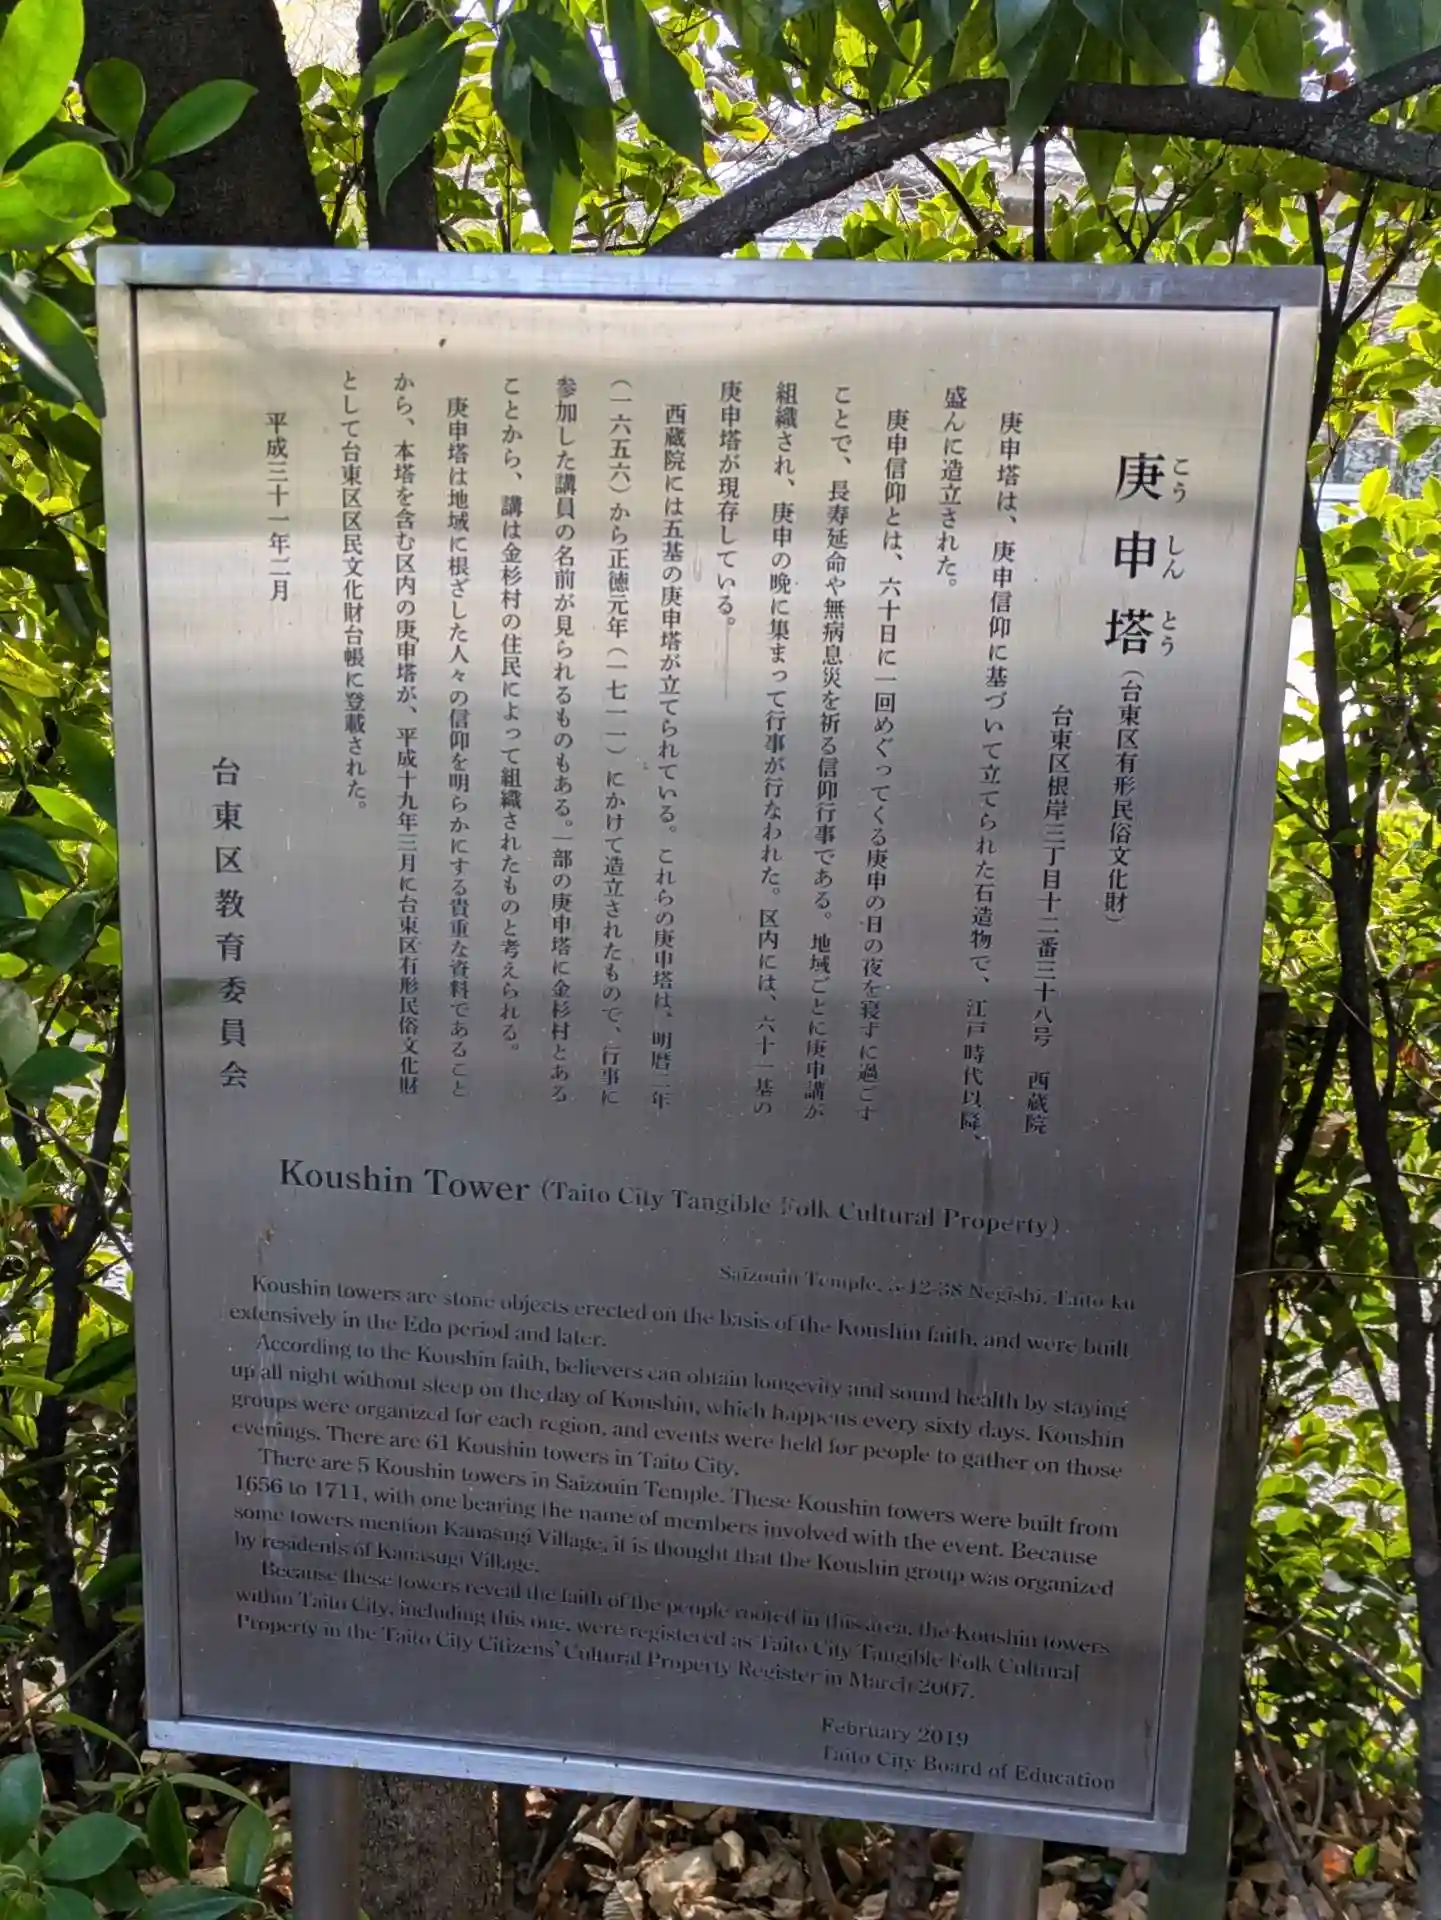 庚申塔（台東区有形民俗文化財）
こうしんとう
台東区根岸三丁目十二番三十八号　西蔵院
庚申塔は、庚申信仰に基づいて立てられた石造物で、江戸時代以降、
盛んに造立された。
庚申信仰とは、六十日に一回めぐってくる庚申の日の夜を寝ずに過ごす
ことで、長寿延命や無病息災を祈る信仰行事である。地域ごとに庚申講が
組織され、庚申の晩に集まって行事が行なわれた。区内には、六十一基の
庚申塔が現存している。
西蔵院には五基の庚申塔が立てられている。これらの庚申塔は、明暦二年
（一六五六）から正徳元年（一七一一）にかけて造立されたもので、行事に
参加した講員の名前が見られるものもある。一部の庚申塔に金杉村とある
ことから、講は金杉村の住民によって組織されたものと考えられる。
庚申塔は地域に根ざした人々の信仰を明らかにする貴重な資料であること
から、本塔を含む区内の庚申塔が、平成十九年三月に台東区有形民俗文化財
として台東区区民文化財台帳に登載された。
平成三十一年二月
台東区教育委員会
Koushin Tower (Taito City Tangible Folk Cultural Property)
Saizouin Temple, 3-12-38 Negishi, Taito-ku
Koushin towers are stone objects erected on the basis of the Koushin faith, and were built
extensively in the Edo period and later.
According to the Koushin faith, believers can obtain longevity and sound health by staying
up all night without sleep on the day of Koushin, which happens every sixty days. Koushin
groups were organized for each region, and events were held for people to gather on those
evenings. There are 61 Koushin towers in Taito City.
There are 5 Koushin towers in Saizouin Temple. These Koushin towers were built from
1656 to 1711, with one bearing the name of members involved with the event. Because
some towers mention Kanasugi Village, it is thought that the Koushin group was organized
by residents of Kanasugi Village.
Because these towers reveal the faith of the people rooted in this area, the Koushin towers
within Taito City, including this one, were registered as Taito City Tangible Folk Cultural
Property in the Taito City Citizens' Cultural Property Register in March 2007.
February 2019
Taito City Board of Education